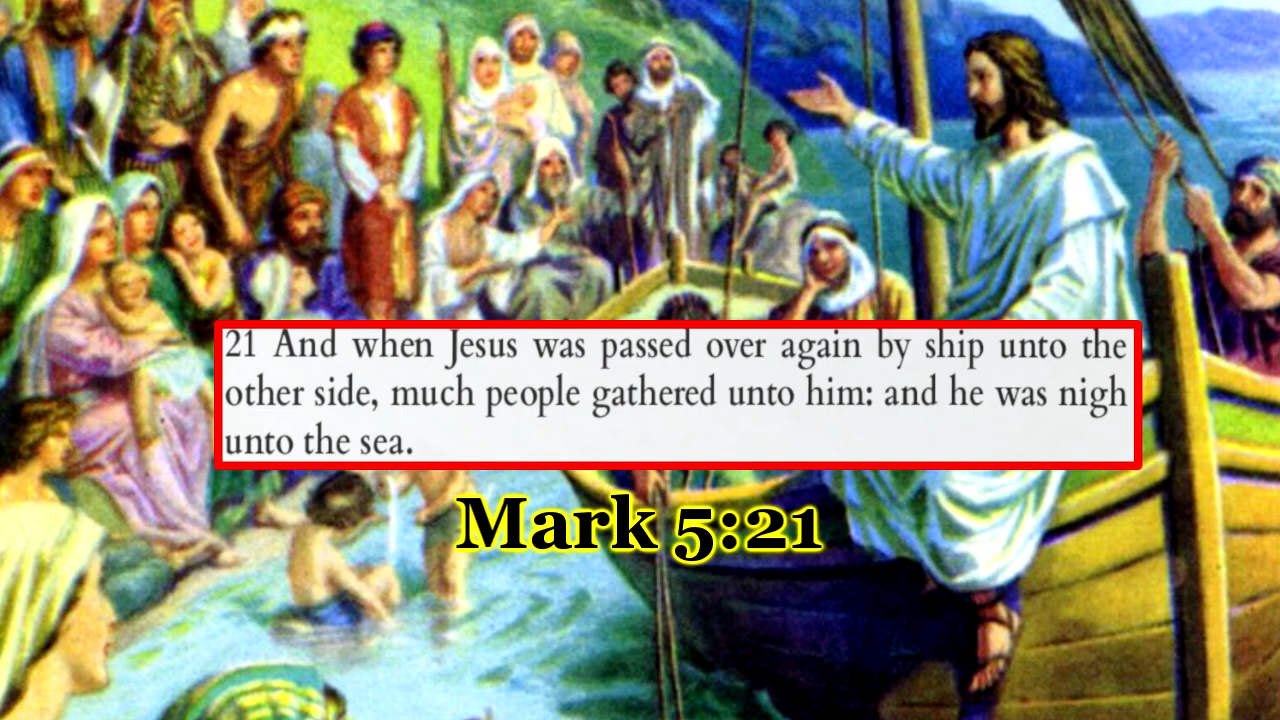 21 And when Jesus was passed over again by ship unto the
other side, much people gathered unto him: and he was nigh
unto the sea.
Mark 5:21